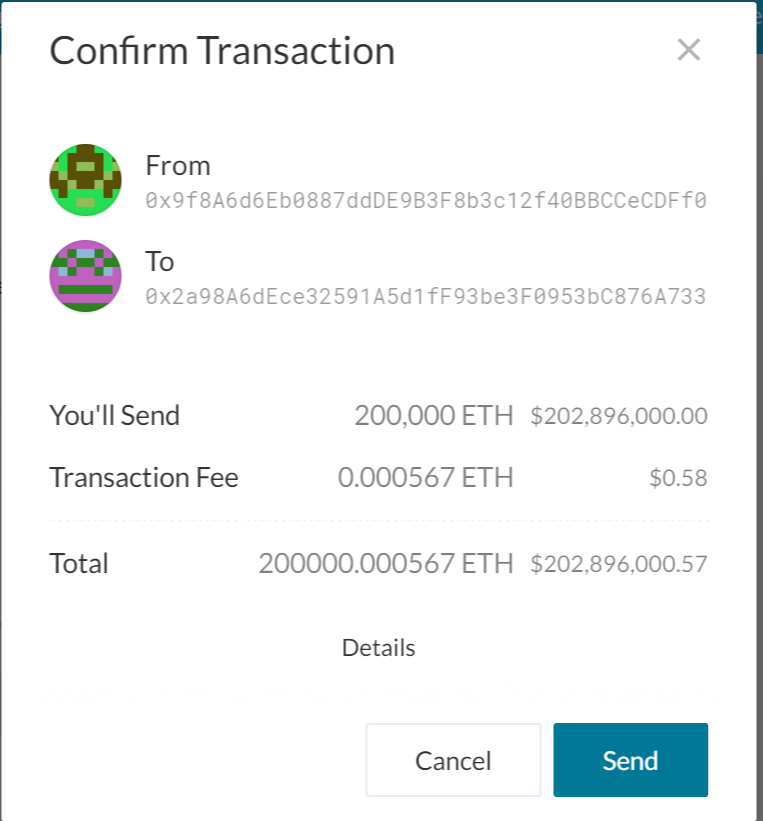 Confirm Transaction
From
0x9f8A6d6Eb0887ddDE9B3F8b3c12f40BBCCeCDFf0
To
0x2a98A6dEce32591A5d1fF93be3F0953bC876A733
You'll Send 200,000 ETH $202,896,000.00
Transaction Fee 0.000567 ETH $0.58
Total 200000.000567 ETH $202,896,000.57
Details
Cancel Send